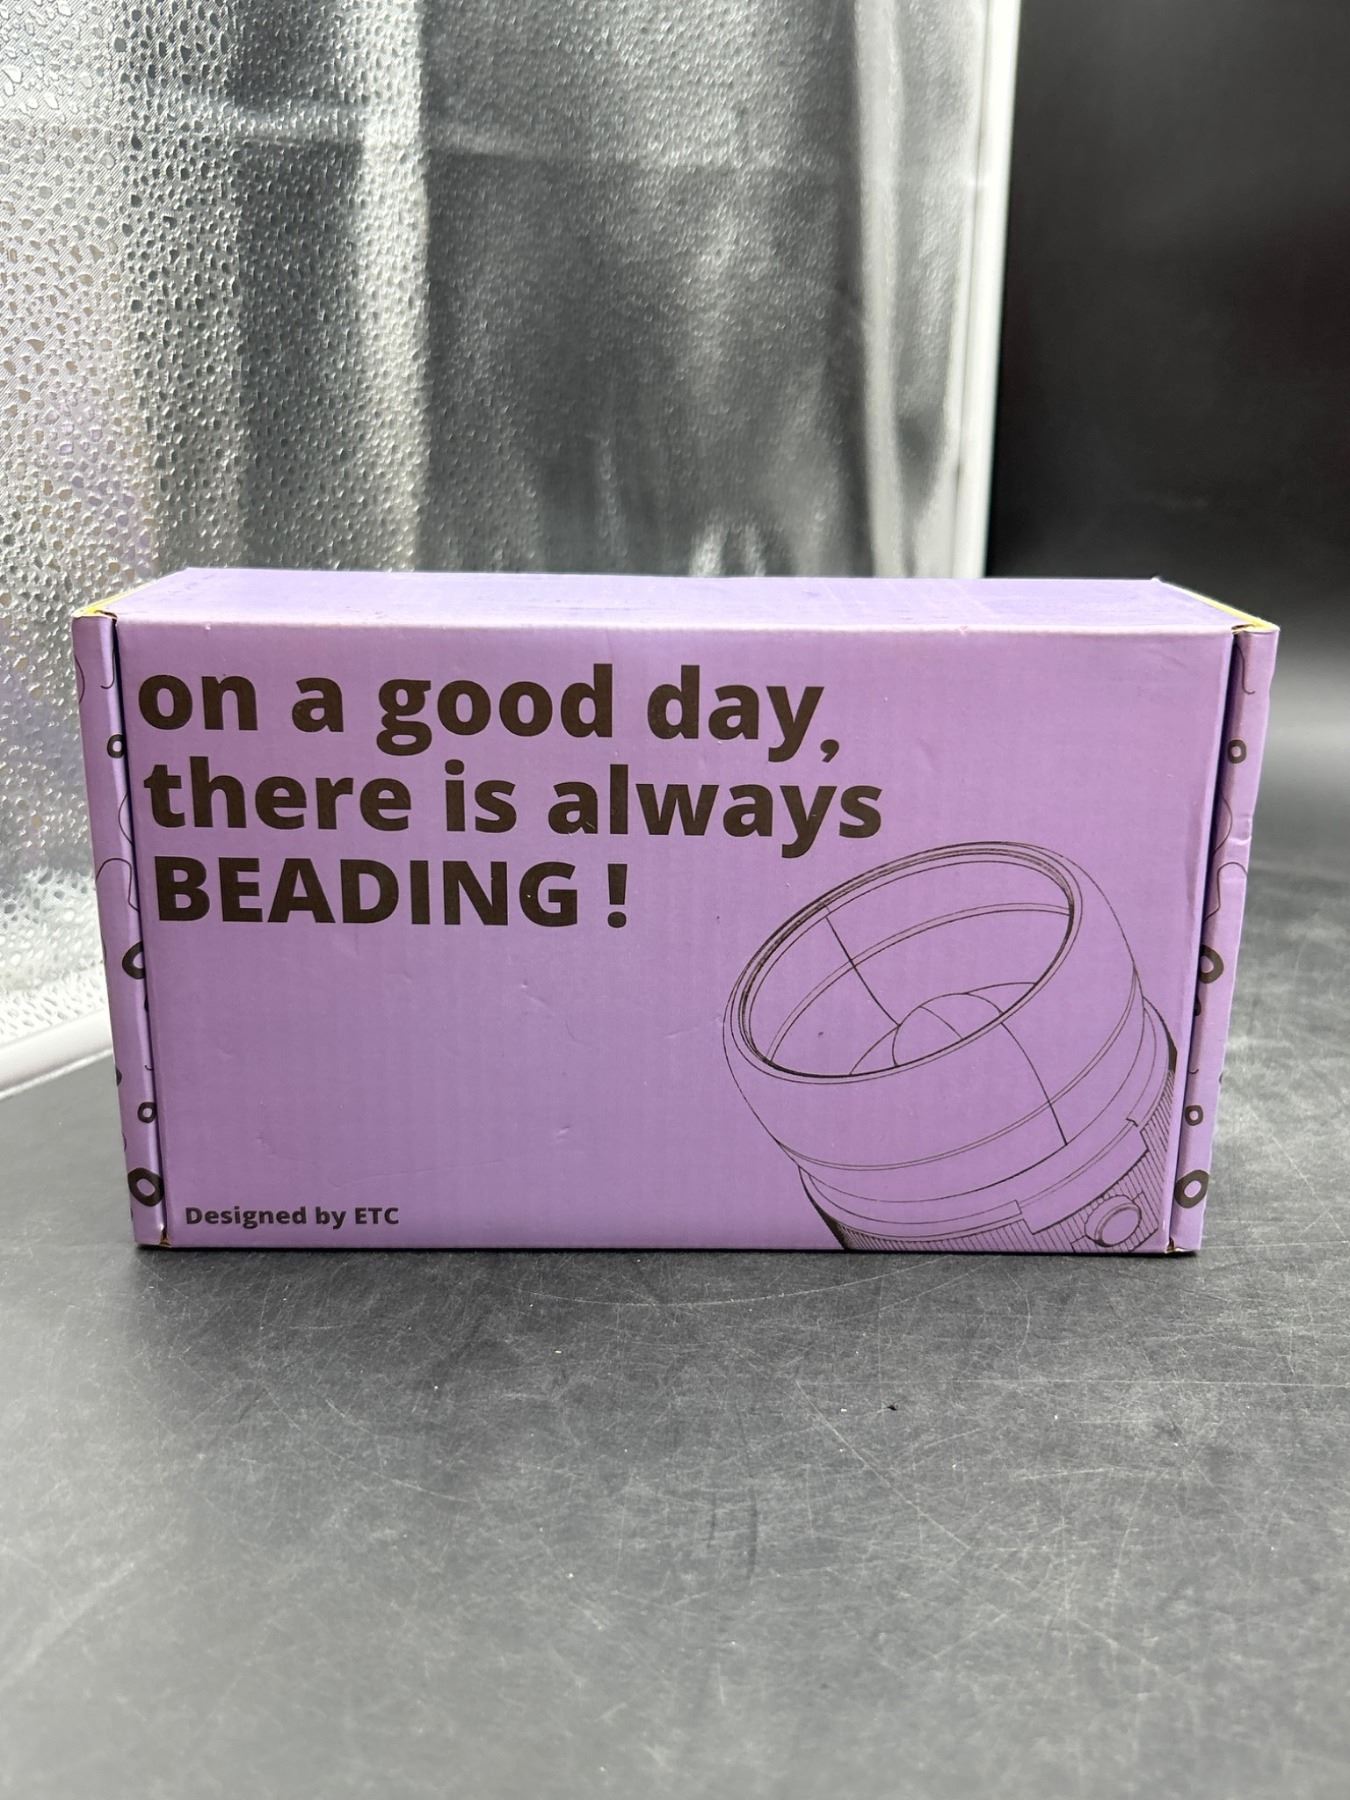 on a good day,
there is always
BEADING !
Designed by ETC